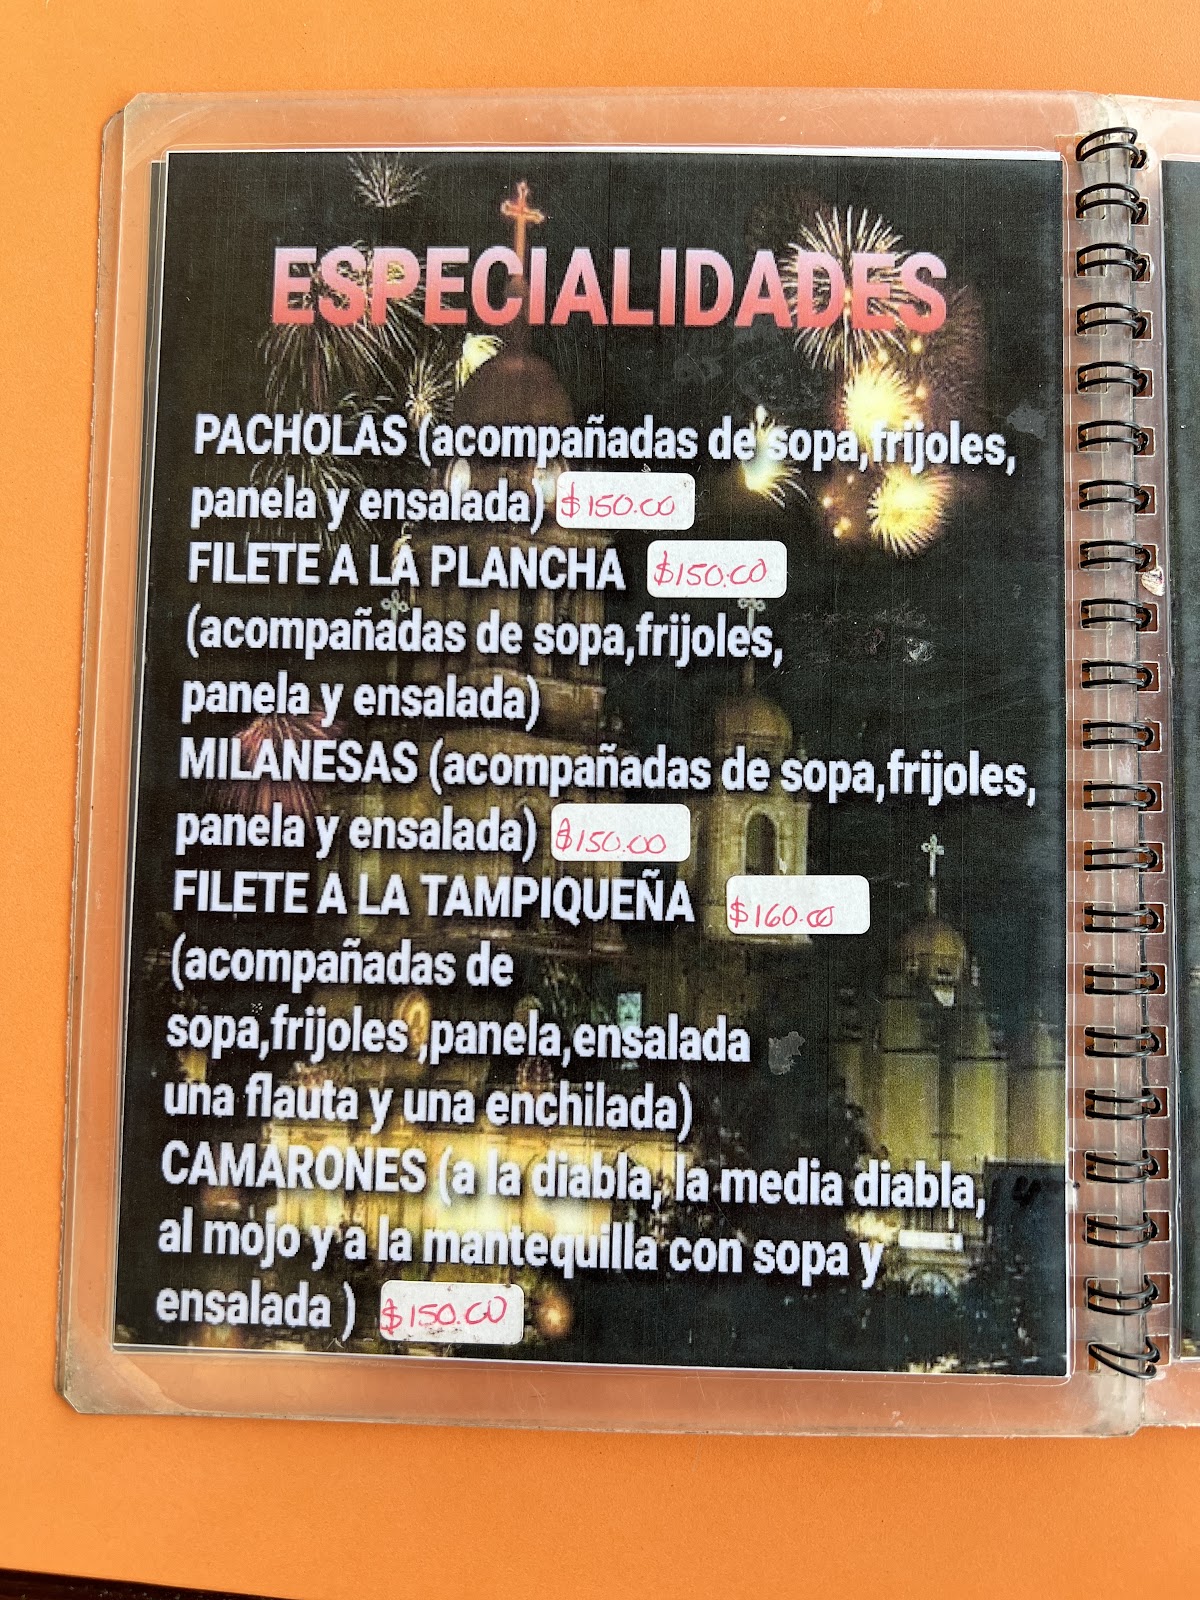 ESPECIALIDADES
PACHOLAS (acompañadas de sopa,frijoles,
panela y ensalada) $150.00
FILETE A LA PLANCHA $150.00
(acompañadas de sopa,frijoles,
panela y ensalada)
MILANESAS (acompañadas de sopa,frijoles,
panela y ensalada) $150.00
FILETE A LA TAMPIQUEÑA $160.00
(acompañadas de
sopa,frijoles ,panela,ensalada
una flauta y una enchilada)
CAMARONES (a la diabla, la media diabla,
al mojo y a la mantequilla con sopa y
ensalada ) $150.00